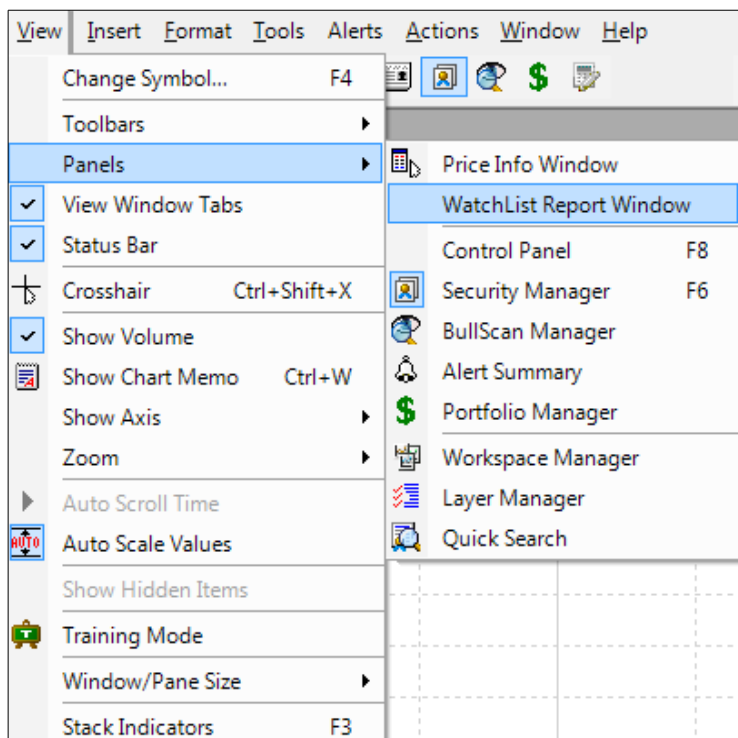 View Insert Format Tools Alerts Actions Window Help
Change Symbol... F4
Toolbars
Panels
View Window Tabs
Status Bar
Crosshair Ctrl+Shift+X
Show Volume
Show Chart Memo Ctrl+W
Show Axis
Zoom
Auto Scroll Time
AUTO Auto Scale Values
Show Hidden Items
T Training Mode
Window/Pane Size
Stack Indicators F3
Price Info Window
WatchList Report Window
Control Panel F8
Security Manager F6
BullScan Manager
Alert Summary
$ Portfolio Manager
Workspace Manager
Layer Manager
Quick Search